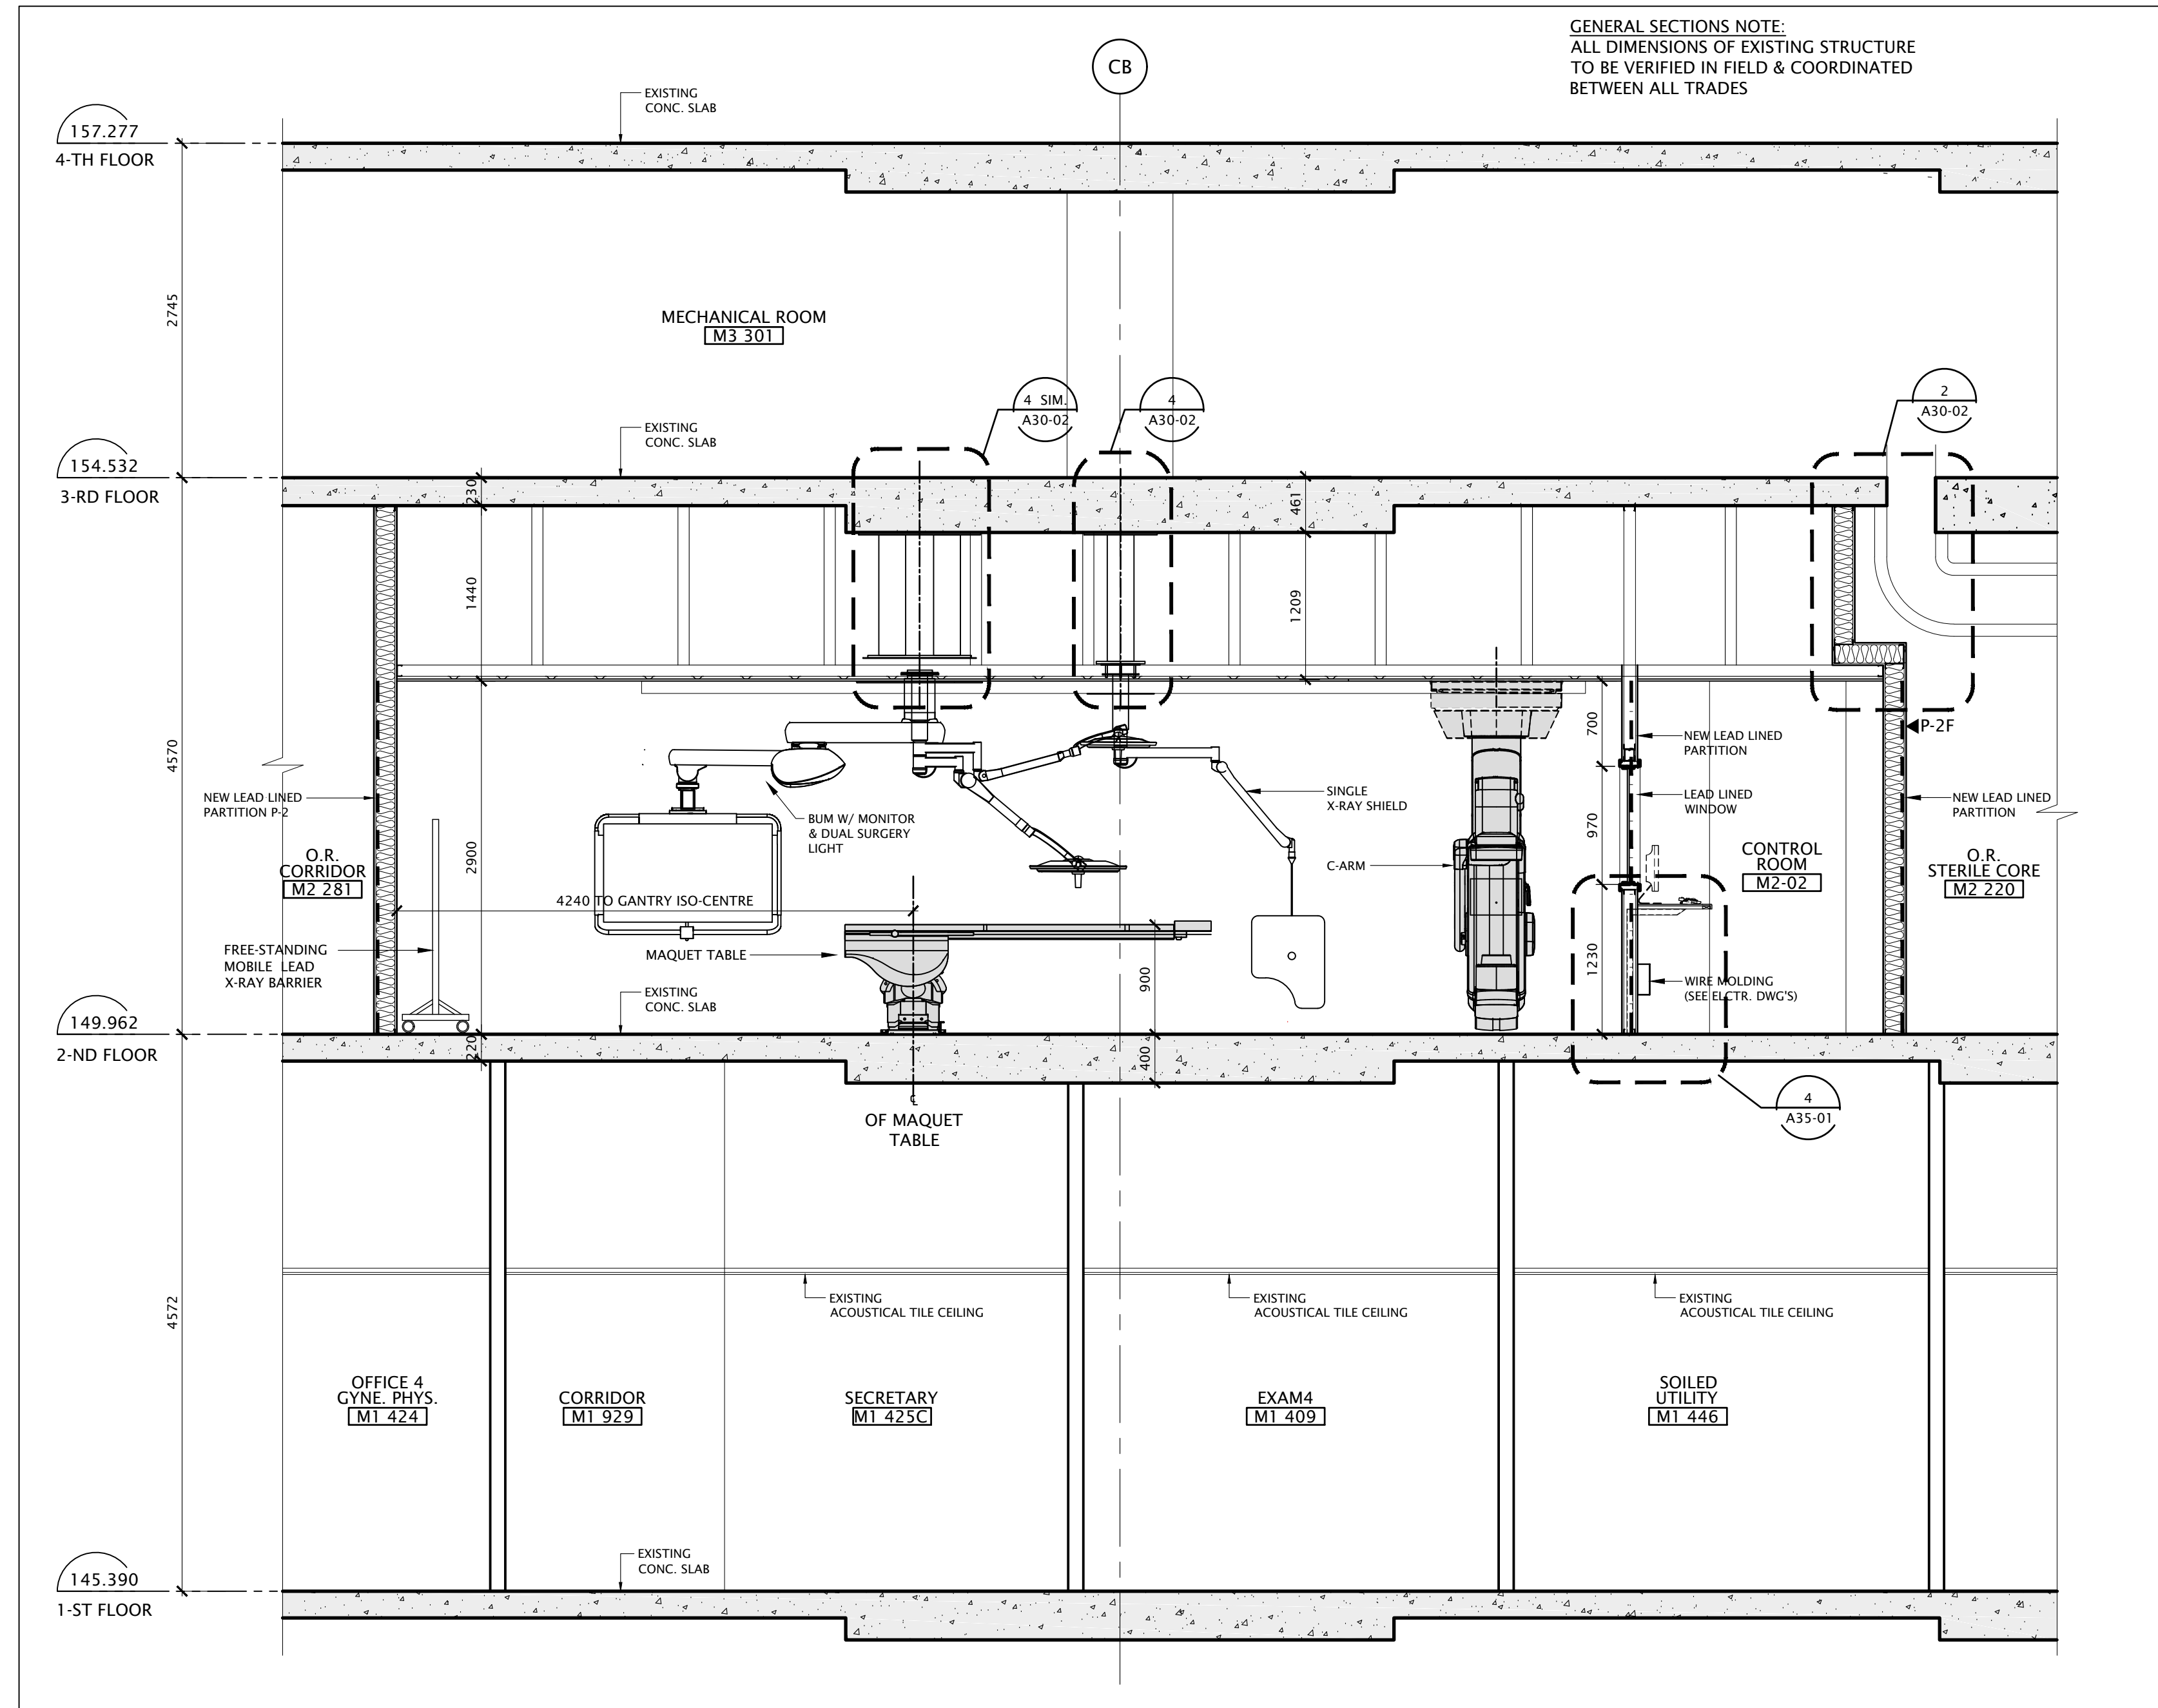 GENERAL SECTIONS NOTE:
ALL DIMENSIONS OF EXISTING STRUCTURE
TO BE VERIFIED IN FIELD & COORDINATED
BETWEEN ALL TRADES
CB
EXISTING
CONC. SLAB
157.277
4-TH FLOOR
2745
MECHANICAL ROOM
M3 301
4 SIM.
A30-02
4
A30-02
2
A30-02
EXISTING
CONC. SLAB
154.532
3-RD FLOOR
230
461
1440
1209
4570
700
NEW LEAD LINED
PARTITION
P-2F
NEW LEAD LINED
PARTITION P-2
BUM W/ MONITOR
& DUAL SURGERY
LIGHT
SINGLE
X-RAY SHIELD
LEAD LINED
WINDOW
NEW LEAD LINED
PARTITION
970
2900
O.R.
CORRIDOR
M2 281
C-ARM
CONTROL
ROOM
M2-02
O.R.
STERILE CORE
M2 220
4240 TO GANTRY ISO-CENTRE
FREE-STANDING
MOBILE LEAD
X-RAY BARRIER
MAQUET TABLE
900
1230
WIRE MOLDING
(SEE ELCTR. DWG'S)
EXISTING
CONC. SLAB
149.962
2-ND FLOOR
220
400
℄
OF MAQUET
TABLE
4
A35-01
4572
EXISTING
ACOUSTICAL TILE CEILING
EXISTING
ACOUSTICAL TILE CEILING
EXISTING
ACOUSTICAL TILE CEILING
OFFICE 4
GYNE. PHYS.
M1 424
CORRIDOR
M1 929
SECRETARY
M1 425C
EXAM4
M1 409
SOILED
UTILITY
M1 446
EXISTING
CONC. SLAB
145.390
1-ST FLOOR